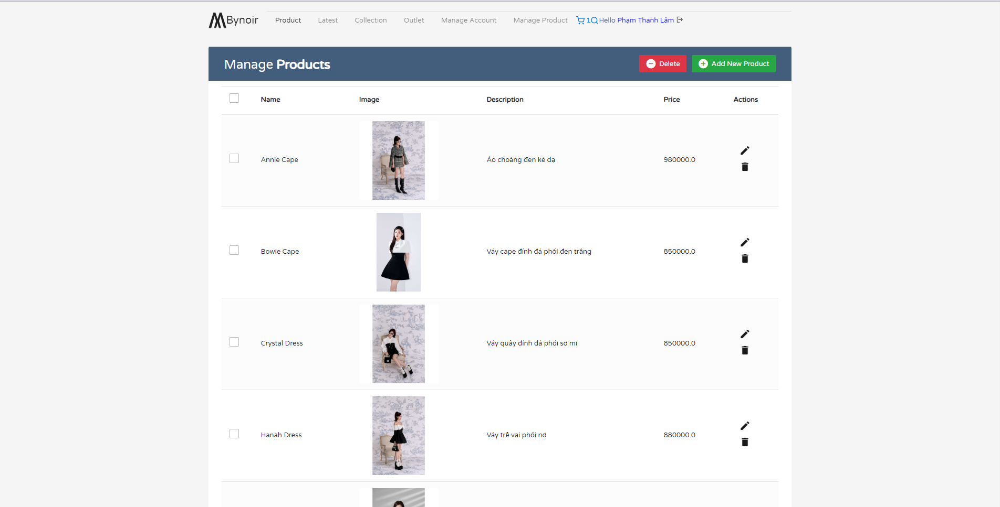 Bynoir Product Latest Collection Outlet Manage Account Manage Product 1 Hello Phạm Thanh Lâm
Manage Products Delete Add New Product
Name Image Description Price Actions
Annie Cape Áo choàng đen kẻ dạ 980000.0
Bowie Cape Váy cape đính đá phối đen trắng 850000.0
Crystal Dress Váy quây đính đá phối sơ mi 850000.0
Hanah Dress Váy trễ vai phối nơ 880000.0